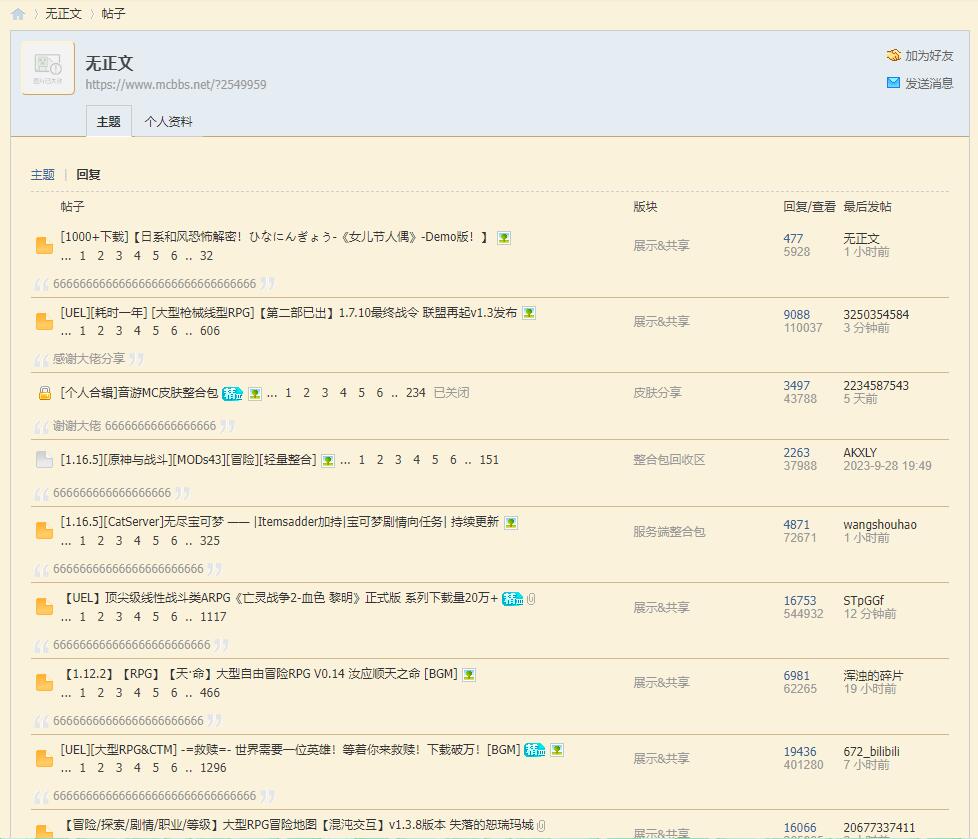 无正文 〉 帖子
无正文
https://www.mcbbs.net/?2549959
加为好友
发送消息
主题 个人资料
主题 | 回复
帖子 版块 回复/查看 最后发帖
[1000+下载]【日系和风恐怖解密！ひなにんぎょう-《女儿节人偶》-Demo版！】
... 1 2 3 4 5 6 .. 32
展示&共享
477
5928
无正文
1 小时前
6666666666666666666666666666
[UEL][耗时一年] [大型枪械线型RPG]【第二部已出】1.7.10最终战令 联盟再起v1.3发布
... 1 2 3 4 5 6 .. 606
展示&共享
9088
110037
3250354584
3 分钟前
感谢大佬分享
[个人合辑]音游MC皮肤整合包 ... 1 2 3 4 5 6 .. 234 已关闭
皮肤分享
3497
43788
2234587543
5 天前
谢谢大佬 666666666666666
[1.16.5][原神与战斗][MODs43][冒险][轻量整合] ... 1 2 3 4 5 6 .. 151
整合包回收区
2263
37988
AKXLY
2023-9-28 19:49
6666666666666666
[1.16.5][CatServer]无尽宝可梦 —— |Itemsadder加持|宝可梦剧情向任务| 持续更新
... 1 2 3 4 5 6 .. 325
服务端整合包
4871
72671
wangshouhao
1 小时前
666666666666666666666
【UEL】顶尖级线性战斗类ARPG《亡灵战争2-血色 黎明》正式版 系列下载量20万+
... 1 2 3 4 5 6 .. 1117
展示&共享
16753
544932
STpGGf
12 分钟前
6666666666666666666666
【1.12.2】【RPG】【天·命】大型自由冒险RPG V0.14 汝应顺天之命 [BGM]
... 1 2 3 4 5 6 .. 466
展示&共享
6981
62265
浑浊的碎片
19 小时前
666666666666666666666
[UEL][大型RPG&CTM] -=救赎=- 世界需要一位英雄！等着你来救赎！下载破万！[BGM]
... 1 2 3 4 5 6 .. 1296
展示&共享
19436
401280
672_bilibili
7 小时前
6666666666666666666666666666
【冒险/探索/剧情/职业/等级】大型RPG冒险地图【混沌交互】v1.3.8版本 失落的怒瑞玛城
展示&共享
16066
20677337411